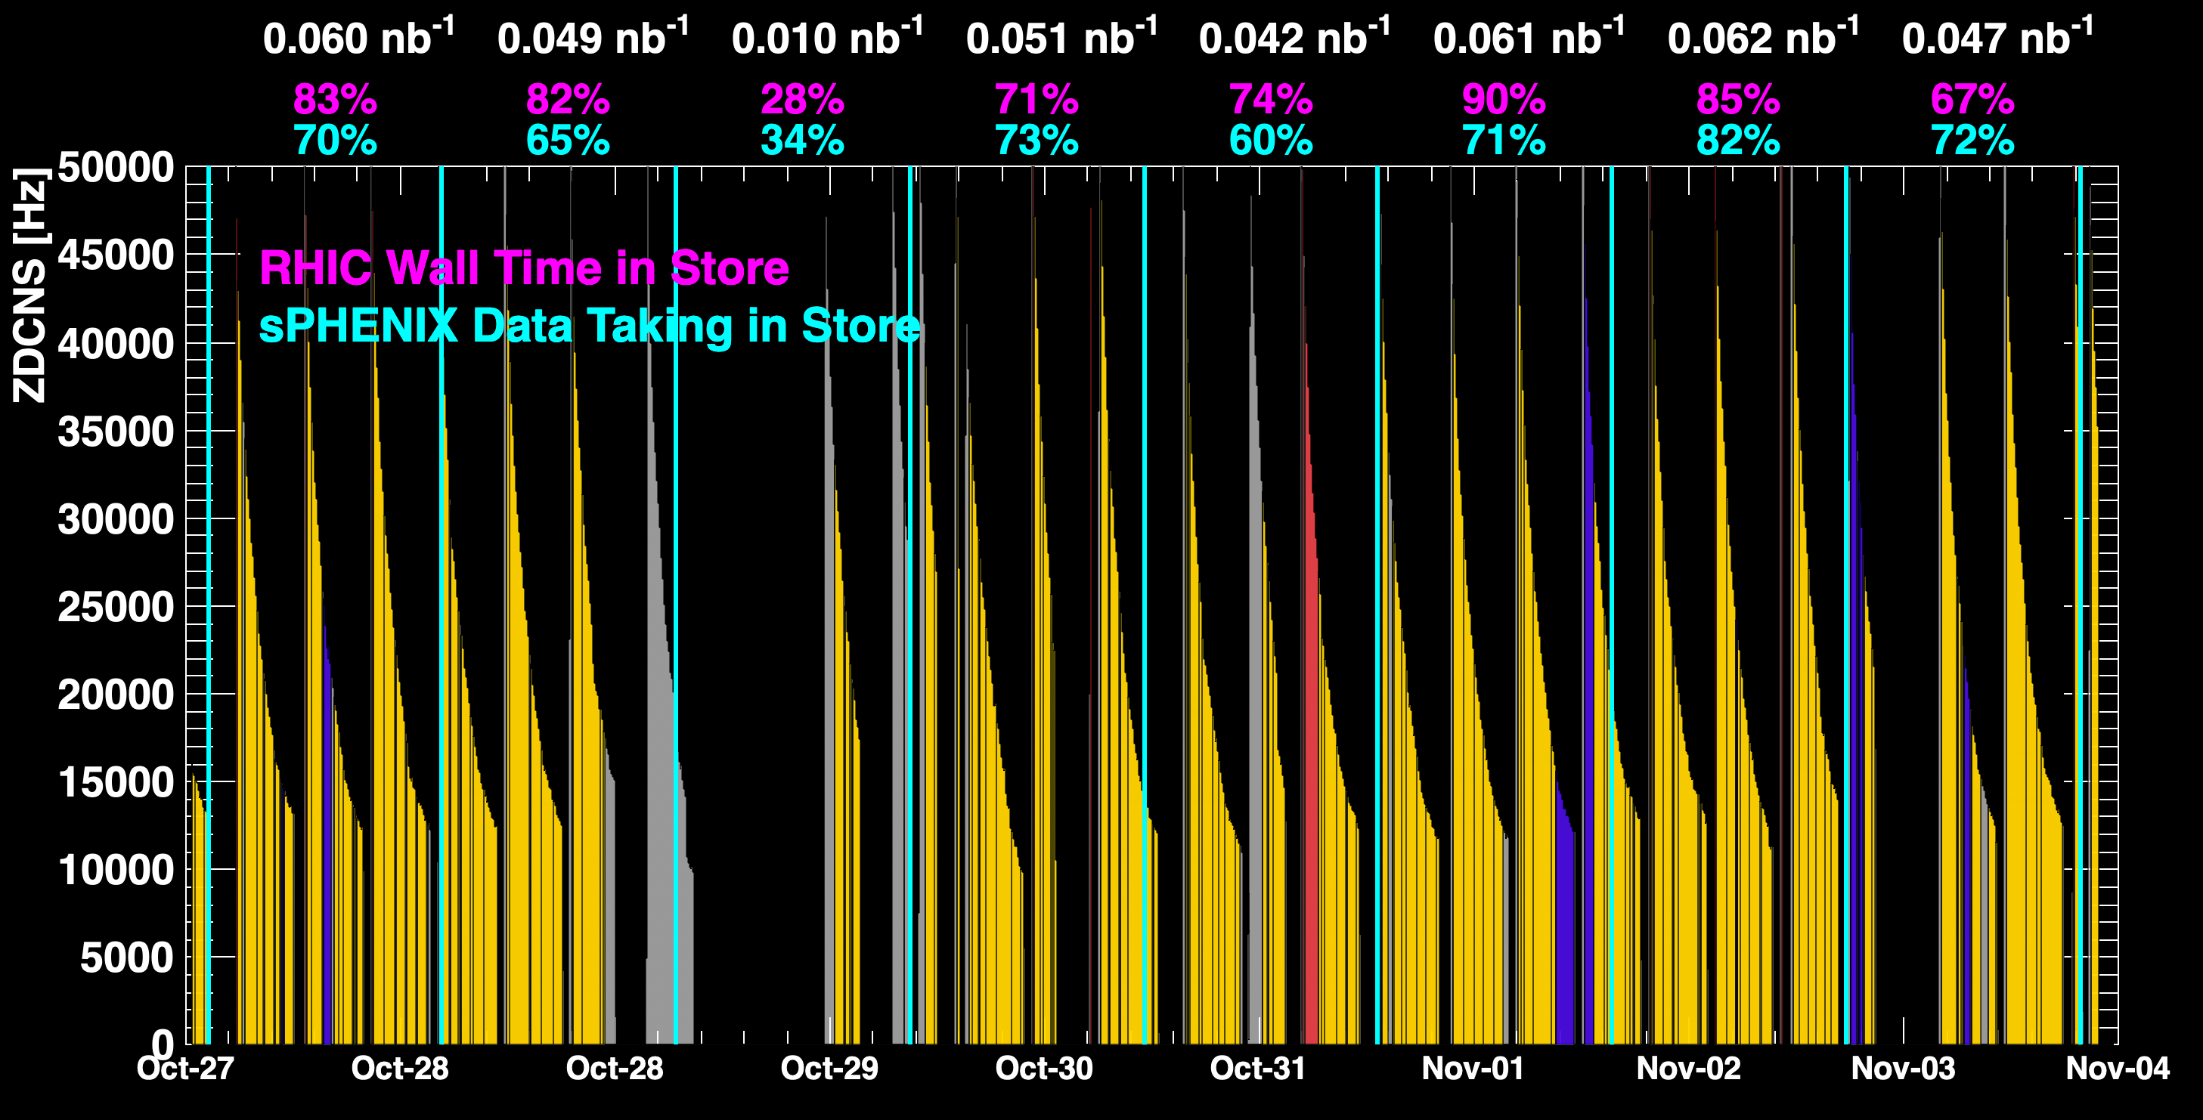 0.060 nb-1 0.049 nb-1 0.010 nb-1 0.051 nb-1 0.042 nb-1 0.061 nb-1 0.062 nb-1 0.047 nb-1
83% 82% 28% 71% 74% 90% 85% 67%
70% 65% 34% 73% 60% 71% 82% 72%
ZDCNS [Hz]
50000
45000
RHIC Wall Time in Store
sPHENIX Data Taking in Store
40000
35000
30000
25000
20000
15000
10000
5000
0
Oct-27 Oct-28 Oct-28 Oct-29 Oct-30 Oct-31 Nov-01 Nov-02 Nov-03 Nov-04